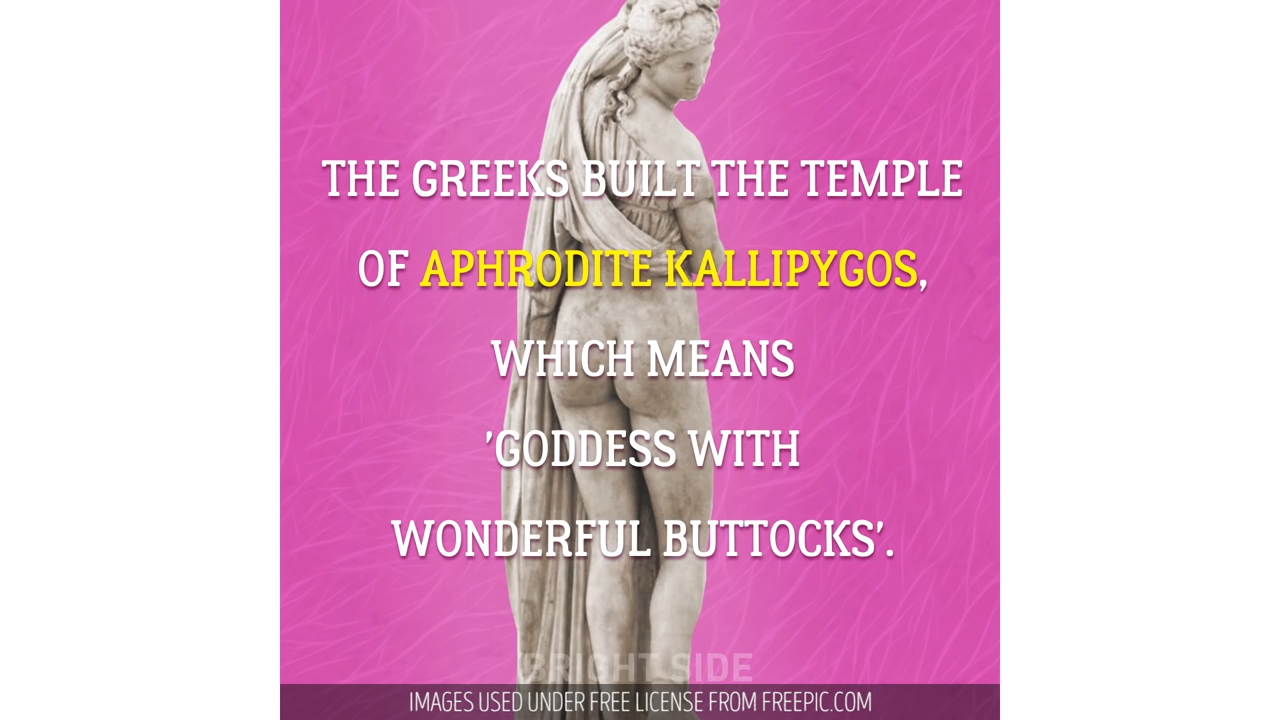 THE GREEKS BUILT THE TEMPLE
OF APHRODITE KALLIPYGOS,
WHICH MEANS
'GODDESS WITH
WONDERFUL BUTTOCKS'.
BRIGHT SIDE
IMAGES USED UNDER FREE LICENSE FROM FREEPIC.COM